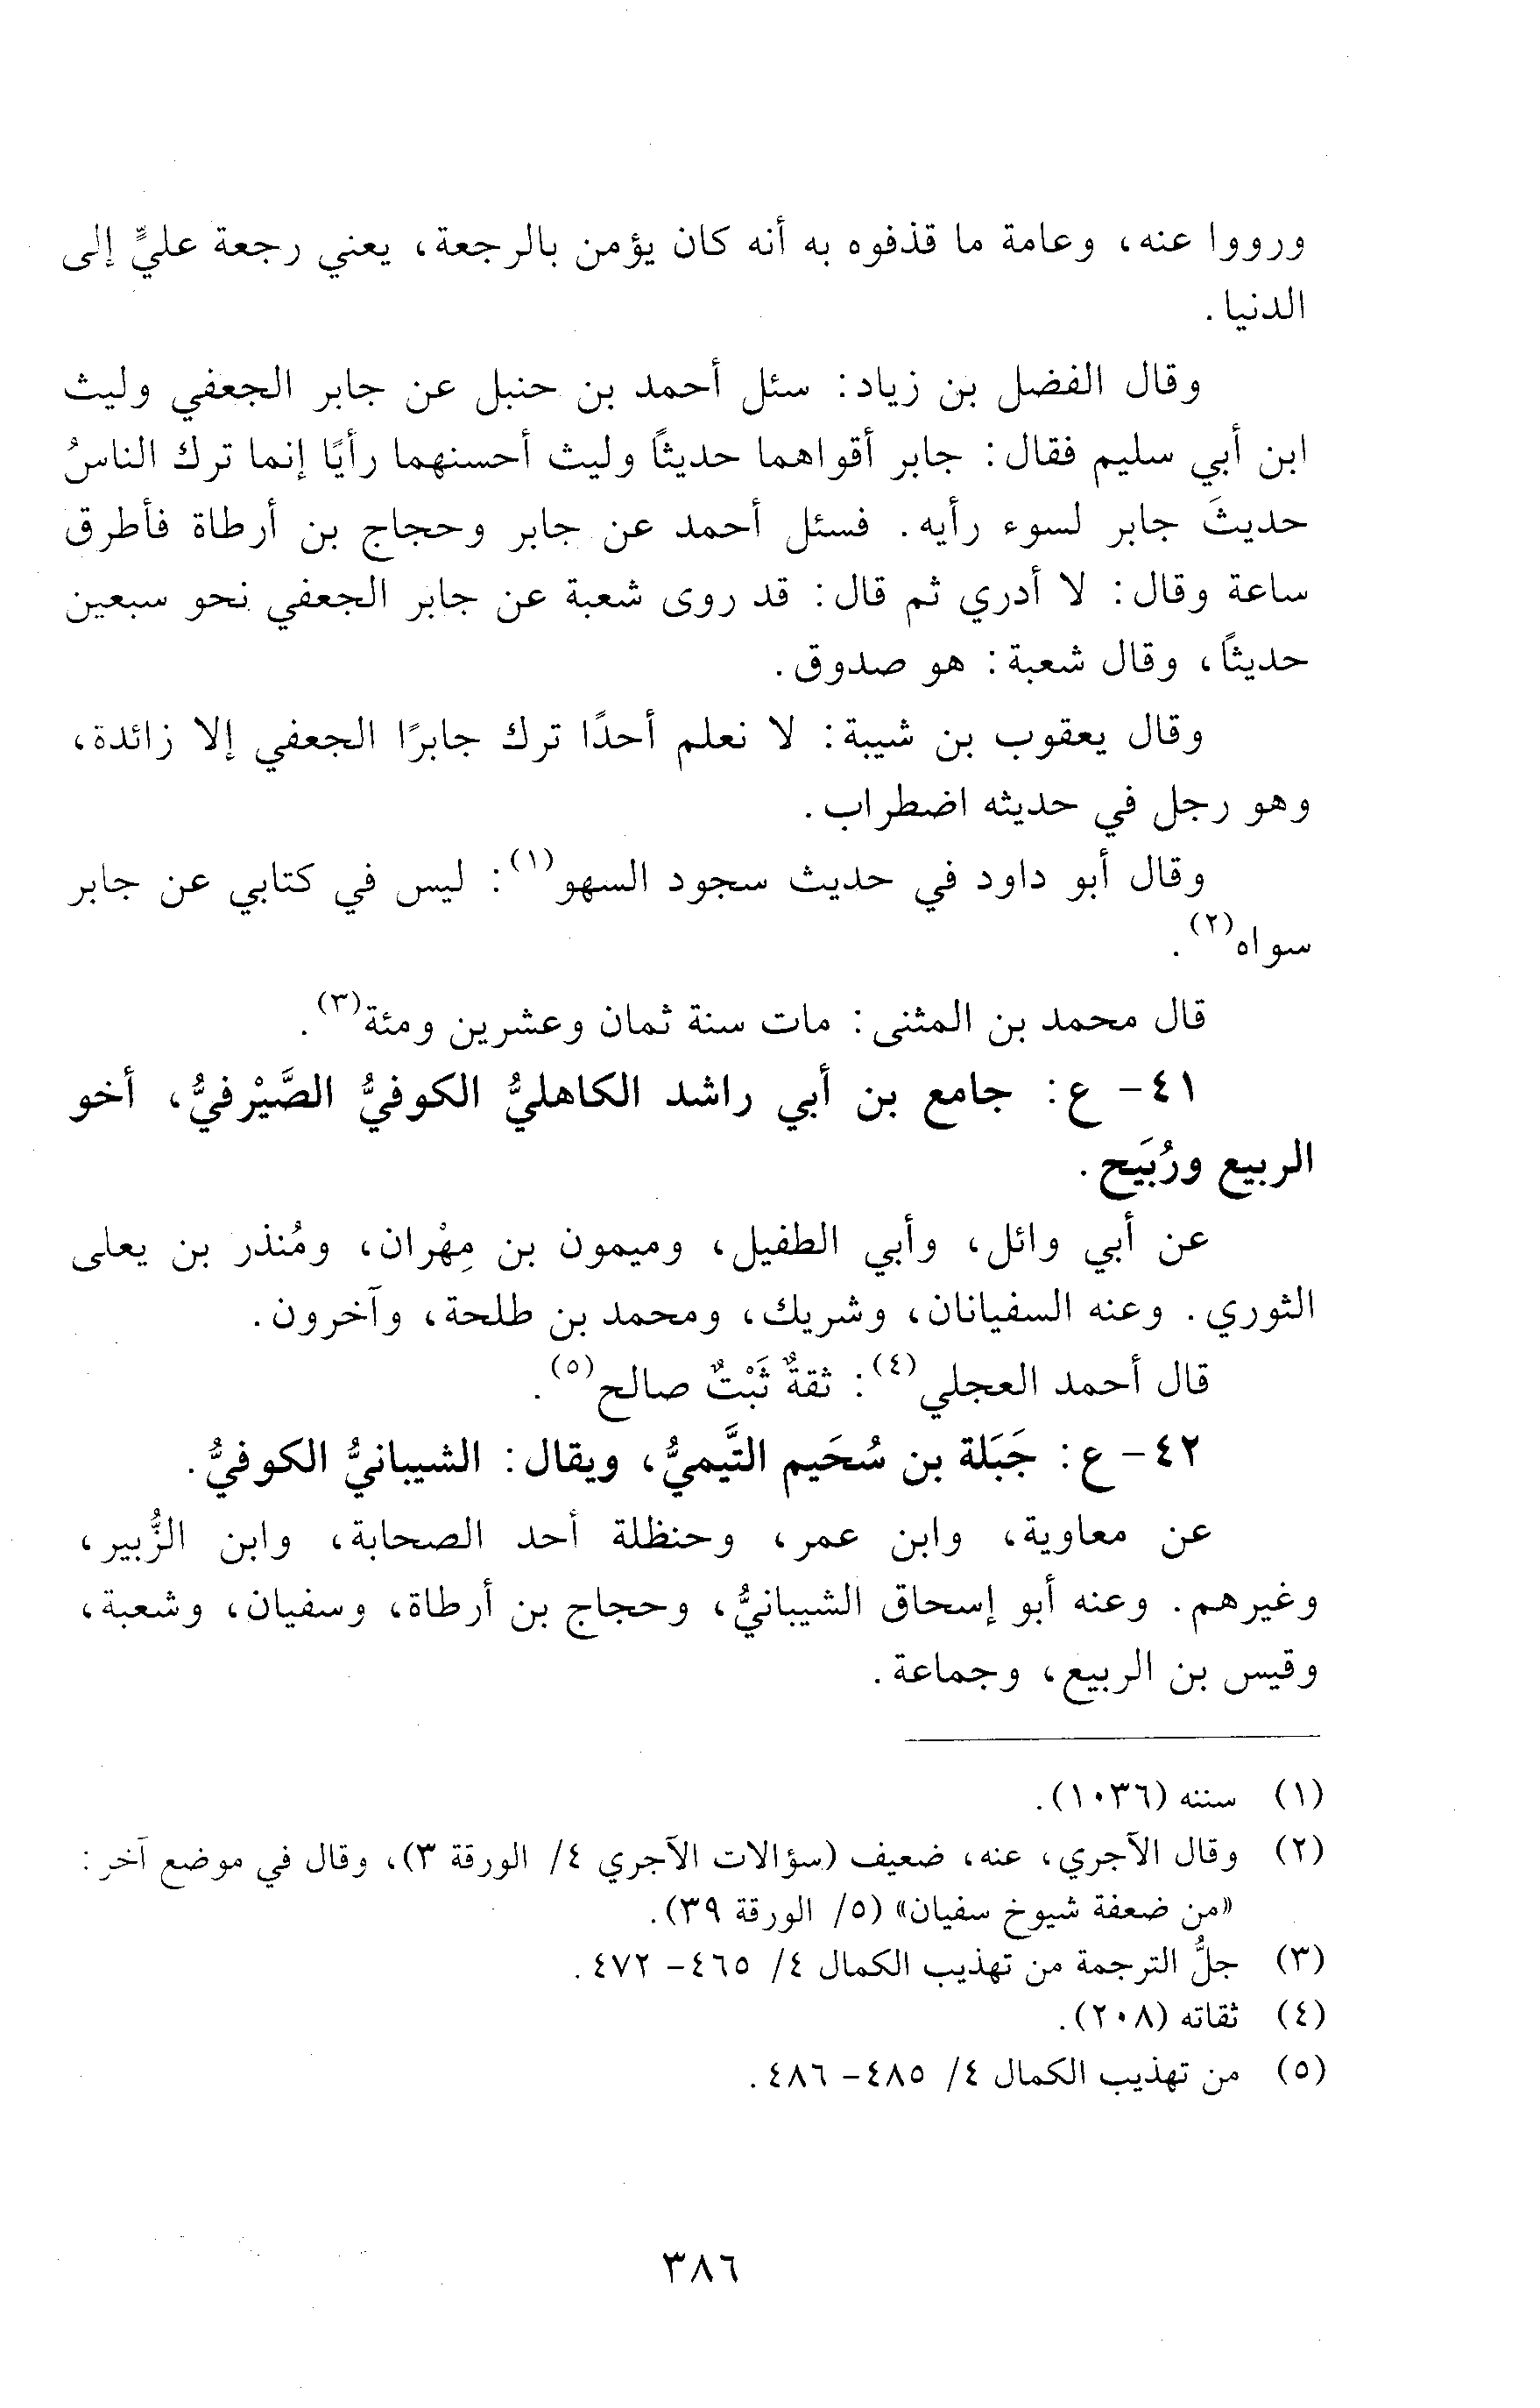 ورووا عنه، وعامة ما قذفوه به أنه كان يؤمن بالرجعة، يعني رجعة عليٍّ إلى
الدنيا.
وقال الفضل بن زياد: سئل أحمد بن حنبل عن جابر الجعفي وليث
ابن أبي سليم فقال: جابر أقواهما حديثًا وليث أحسنهما رأيًا إنما ترك الناسُ
حديثَ جابر لسوء رأيه. فسئل أحمد عن جابر وحجاج بن أرطاة فأطرق
ساعة وقال: لا أدري ثم قال: قد روى شعبة عن جابر الجعفي نحو سبعين
حديثًا، وقال شعبة: هو صدوق.
وقال يعقوب بن شيبة: لا نعلم أحدًا ترك جابرًا الجعفي إلا زائدة،
وهو رجل في حديثه اضطراب.
وقال أبو داود في حديث سجود السهو(١): ليس في كتابي عن جابر
سواه(٢).
قال محمد بن المثنى: مات سنة ثمان وعشرين ومئة(٣).
٤١- ع: جامع بن أبي راشد الكاهليُّ الكوفيُّ الصَّيْرفيُّ، أخو
الربيع ورُبَيح.
عن أبي وائل، وأبي الطفيل، وميمون بن مِهْران، ومُنذر بن يعلى
الثوري. وعنه السفيانان، وشريك، ومحمد بن طلحة، وآخرون.
قال أحمد العجلي(٤): ثقةٌ ثَبْتٌ صالح(٥).
٤٢- ع: جَبَلة بن سُحَيم التَّيميُّ، ويقال: الشيبانيُّ الكوفيُّ.
عن معاوية، وابن عمر، وحنظلة أحد الصحابة، وابن الزُّبير،
وغيرهم. وعنه أبو إسحاق الشيبانيُّ، وحجاج بن أرطاة، وسفيان، وشعبة،
وقيس بن الربيع، وجماعة.
(١) سننه (١٠٣٦).
(٢) وقال الآجري، عنه، ضعيف (سؤالات الآجري ٤/ الورقة ٣)، وقال في موضع آخر:
«من ضعفة شيوخ سفيان» (٥/ الورقة ٣٩).
(٣) جلُّ الترجمة من تهذيب الكمال ٤/ ٤٦٥- ٤٧٢.
(٤) ثقاته (٢٠٨).
(٥) من تهذيب الكمال ٤/ ٤٨٥- ٤٨٦.
٣٨٦